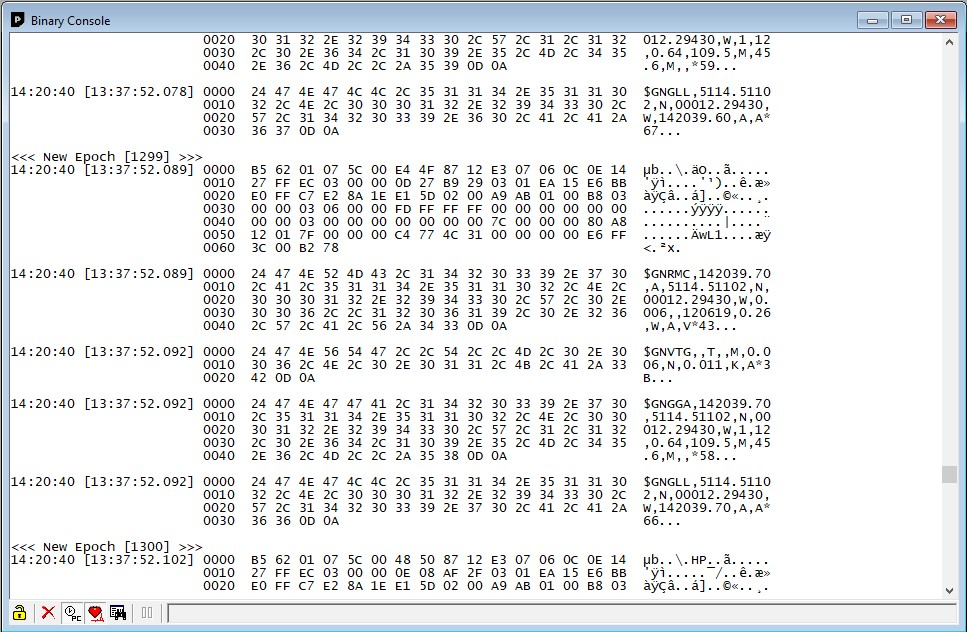 Binary Console
0020 30 31 32 2E 32 39 34 33 30 2C 57 2C 31 2C 31 32 012.29430,W,1,12
0030 2C 30 2E 36 34 2C 31 30 39 2E 35 2C 4D 2C 34 35 ,0.64,109.5,M,45
0040 2E 36 2C 4D 2C 2C 2A 35 39 0D 0A .6,M,,*59...
14:20:40 [13:37:52.078] 0000 24 47 4E 47 4C 4C 2C 35 31 31 34 2E 35 31 31 30 $GNGLL,5114.5110
0010 32 2C 4E 2C 30 30 30 31 32 2E 32 39 34 33 30 2C 2,N,00012.29430,
0020 57 2C 31 34 32 30 33 39 2E 36 30 2C 41 2C 41 2A W,142039.60,A,A*
0030 36 37 0D 0A 67...
<<< New Epoch [1299] >>>
14:20:40 [13:37:52.089] 0000 B5 62 01 07 5C 00 E4 4F 87 12 E3 07 06 0C 0E 14 µb..\.äO..ã.....
0010 27 FF EC 03 00 00 0D 27 B9 29 03 01 EA 15 E6 BB 'ÿì....'¹)..ê.æ»
0020 E0 FF C7 E2 8A 1E E1 5D 02 00 A9 AB 01 00 B8 03 àÿÇâ..á]..©«..¸.
0030 00 00 03 06 00 00 FD FF FF FF 00 00 00 00 00 00 ......ýÿÿÿ......
0040 00 00 03 00 00 00 00 00 00 00 7C 00 00 00 80 A8 ..........|....¨
0050 12 01 7F 00 00 00 C4 77 4C 31 00 00 00 00 E6 FF ......ÄwL1....æÿ
0060 3C 00 B2 78 <.²x.
14:20:40 [13:37:52.089] 0000 24 47 4E 52 4D 43 2C 31 34 32 30 33 39 2E 37 30 $GNRMC,142039.70
0010 2C 41 2C 35 31 31 34 2E 35 31 31 30 32 2C 4E 2C ,A,5114.51102,N,
0020 30 30 30 31 32 2E 32 39 34 33 30 2C 57 2C 30 2E 00012.29430,W,0.
0030 30 30 36 2C 2C 31 32 30 36 31 39 2C 30 2E 32 36 006,,120619,0.26
0040 2C 57 2C 41 2C 56 2A 34 33 0D 0A ,W,A,V*43...
14:20:40 [13:37:52.092] 0000 24 47 4E 56 54 47 2C 2C 54 2C 2C 4D 2C 30 2E 30 $GNVTG,,T,,M,0.0
0010 30 36 2C 4E 2C 30 2E 30 31 31 2C 4B 2C 41 2A 33 06,N,0.011,K,A*3
0020 42 0D 0A B...
14:20:40 [13:37:52.092] 0000 24 47 4E 47 47 41 2C 31 34 32 30 33 39 2E 37 30 $GNGGA,142039.70
0010 2C 35 31 31 34 2E 35 31 31 30 32 2C 4E 2C 30 30 ,5114.51102,N,00
0020 30 31 32 2E 32 39 34 33 30 2C 57 2C 31 2C 31 32 012.29430,W,1,12
0030 2C 30 2E 36 34 2C 31 30 39 2E 35 2C 4D 2C 34 35 ,0.64,109.5,M,45
0040 2E 36 2C 4D 2C 2C 2A 35 38 0D 0A .6,M,,*58...
14:20:40 [13:37:52.092] 0000 24 47 4E 47 4C 4C 2C 35 31 31 34 2E 35 31 31 30 $GNGLL,5114.5110
0010 32 2C 4E 2C 30 30 30 31 32 2E 32 39 34 33 30 2C 2,N,00012.29430,
0020 57 2C 31 34 32 30 33 39 2E 37 30 2C 41 2C 41 2A W,142039.70,A,A*
0030 36 36 0D 0A 66...
<<< New Epoch [1300] >>>
14:20:40 [13:37:52.102] 0000 B5 62 01 07 5C 00 48 50 87 12 E3 07 06 0C 0E 14 µb..\.HP..ã.....
0010 27 FF EC 03 00 00 0E 08 AF 2F 03 01 EA 15 E6 BB 'ÿì.....¯/..ê.æ»
0020 E0 FF C7 E2 8A 1E E1 5D 02 00 A9 AB 01 00 B8 03 àÿÇâ..á]..©«..¸.
PC